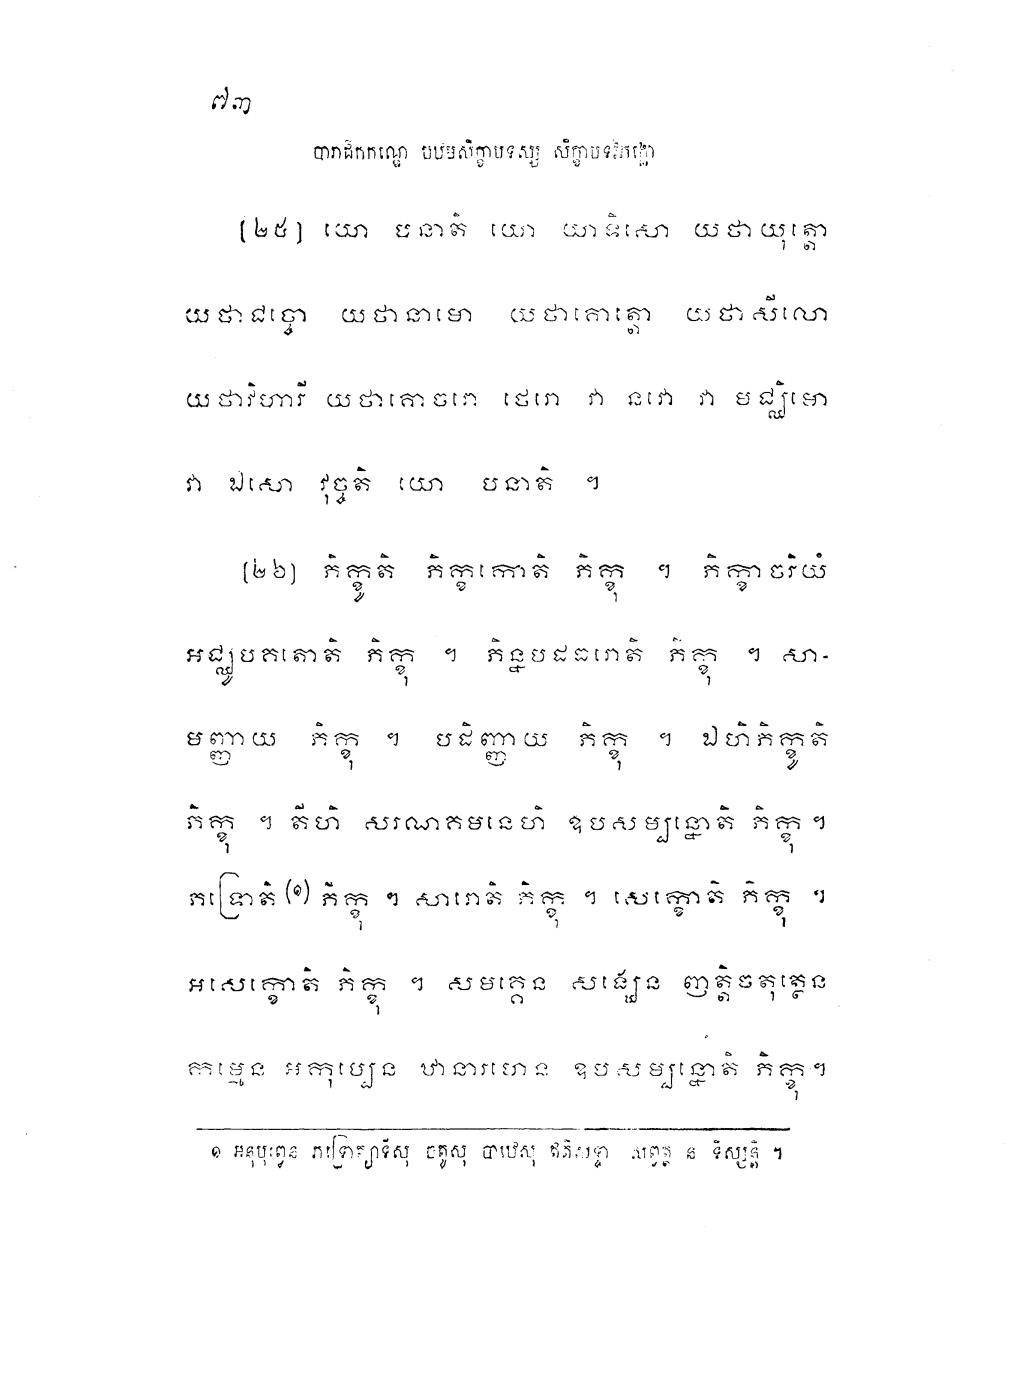 ៧៣
បារាជិកកណ្ឌេ បឋមសិក្ខាបទស្ស សិក្ខាបទវិភង្គោ
[២៥] យោ បនាតិ យោ យាទិសោ យថាយុត្តោ
យថាជច្ចោ យថានាមោ យថាគោត្តោ យថាសីលោ
យថាវិហារី យថាគោចរោ ថេរោ វា នវោ វា មជ្ឈិមោ
វា ឯសោ វុច្ចតិ យោ បនាតិ ។
[២៦] ភិក្ខូតិ ភិក្ខកោតិ ភិក្ខុ ។ ភិក្ខាចរិយំ
អជ្ឈូបគតោតិ ភិក្ខុ ។ ភិន្នបដធរោតិ ភិក្ខុ ។ សា-
មញ្ញាយ ភិក្ខុ ។ បដិញ្ញាយ ភិក្ខុ ។ ឯហិភិក្ខូតិ
ភិក្ខុ ។ តីហិ សរណគមនេហិ ឧបសម្បន្នោតិ ភិក្ខុ ។
ភទ្រោតិ (១) ភិក្ខុ ។ សារោតិ ភិក្ខុ ។ សេក្ខោតិ ភិក្ខុ ។
អសេក្ខោតិ ភិក្ខុ ។ សមគ្គេន សង្ឃេន ញត្តិចតុត្ថេន
កម្មេន អកុប្បេន ឋានារហេន ឧបសម្បន្នោតិ ភិក្ខុ ។
១ អនុបុព្វេន ភទ្រោត្យាទីសុ ចតូសុ បាឋេសុ ឥតិសទ្ទា សព្វត្ថ ន ទិស្សន្តិ ។